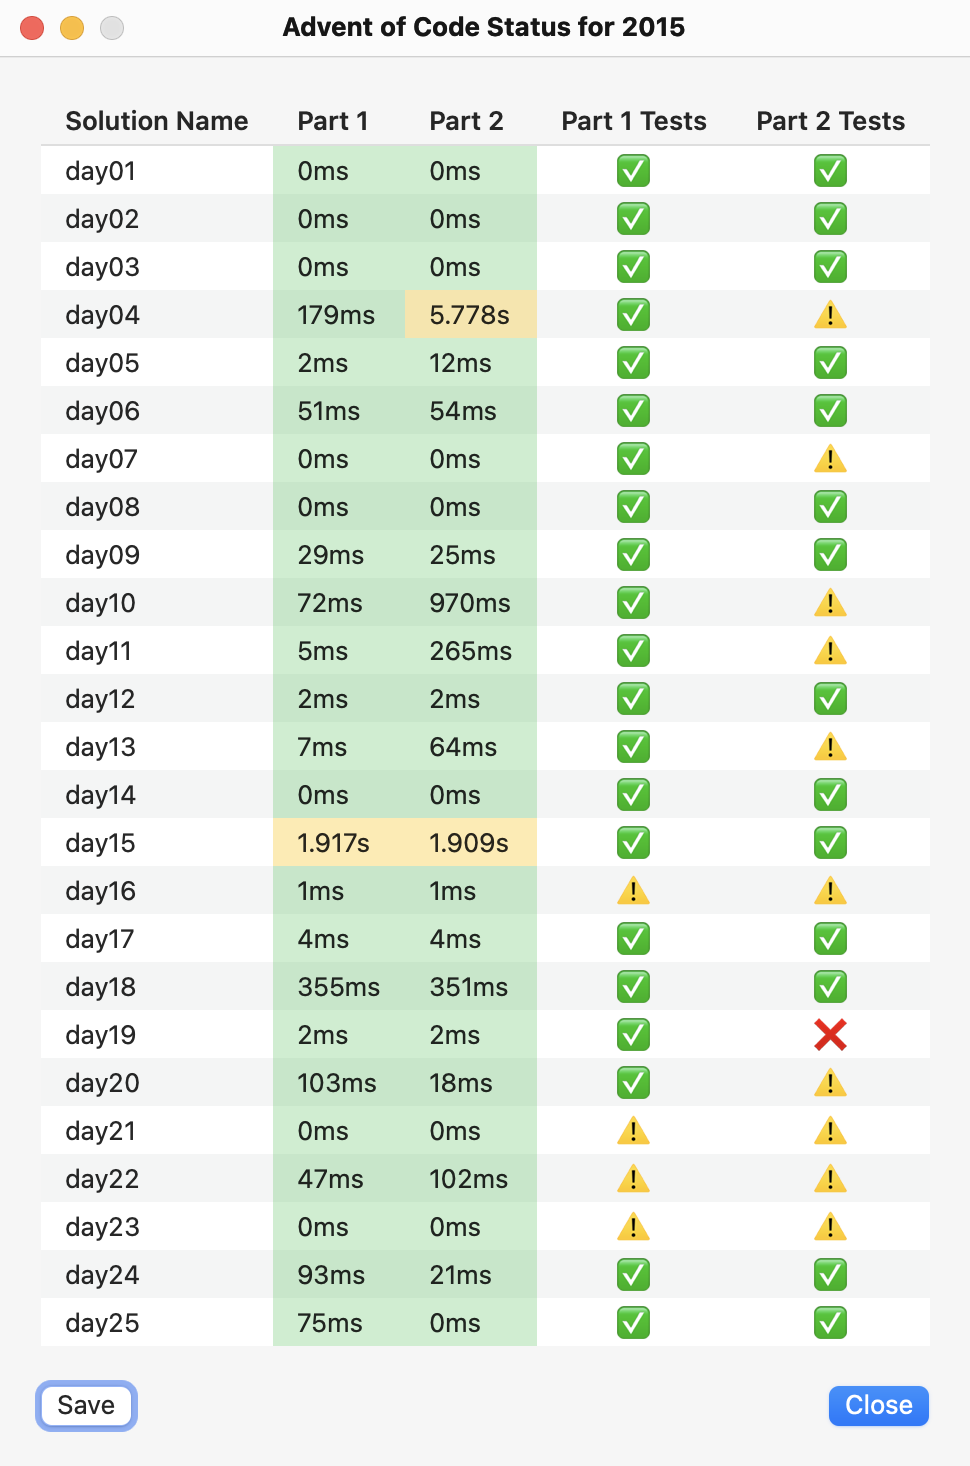 Advent of Code Status for 2015
Solution Name Part 1 Part 2 Part 1 Tests Part 2 Tests
day01 0ms 0ms ✅ ✅
day02 0ms 0ms ✅ ✅
day03 0ms 0ms ✅ ✅
day04 179ms 5.778s ✅ ⚠️
day05 2ms 12ms ✅ ✅
day06 51ms 54ms ✅ ✅
day07 0ms 0ms ✅ ⚠️
day08 0ms 0ms ✅ ✅
day09 29ms 25ms ✅ ✅
day10 72ms 970ms ✅ ⚠️
day11 5ms 265ms ✅ ⚠️
day12 2ms 2ms ✅ ✅
day13 7ms 64ms ✅ ⚠️
day14 0ms 0ms ✅ ✅
day15 1.917s 1.909s ✅ ✅
day16 1ms 1ms ⚠️ ⚠️
day17 4ms 4ms ✅ ✅
day18 355ms 351ms ✅ ✅
day19 2ms 2ms ✅ ❌
day20 103ms 18ms ✅ ⚠️
day21 0ms 0ms ⚠️ ⚠️
day22 47ms 102ms ⚠️ ⚠️
day23 0ms 0ms ⚠️ ⚠️
day24 93ms 21ms ✅ ✅
day25 75ms 0ms ✅ ✅
Save Close